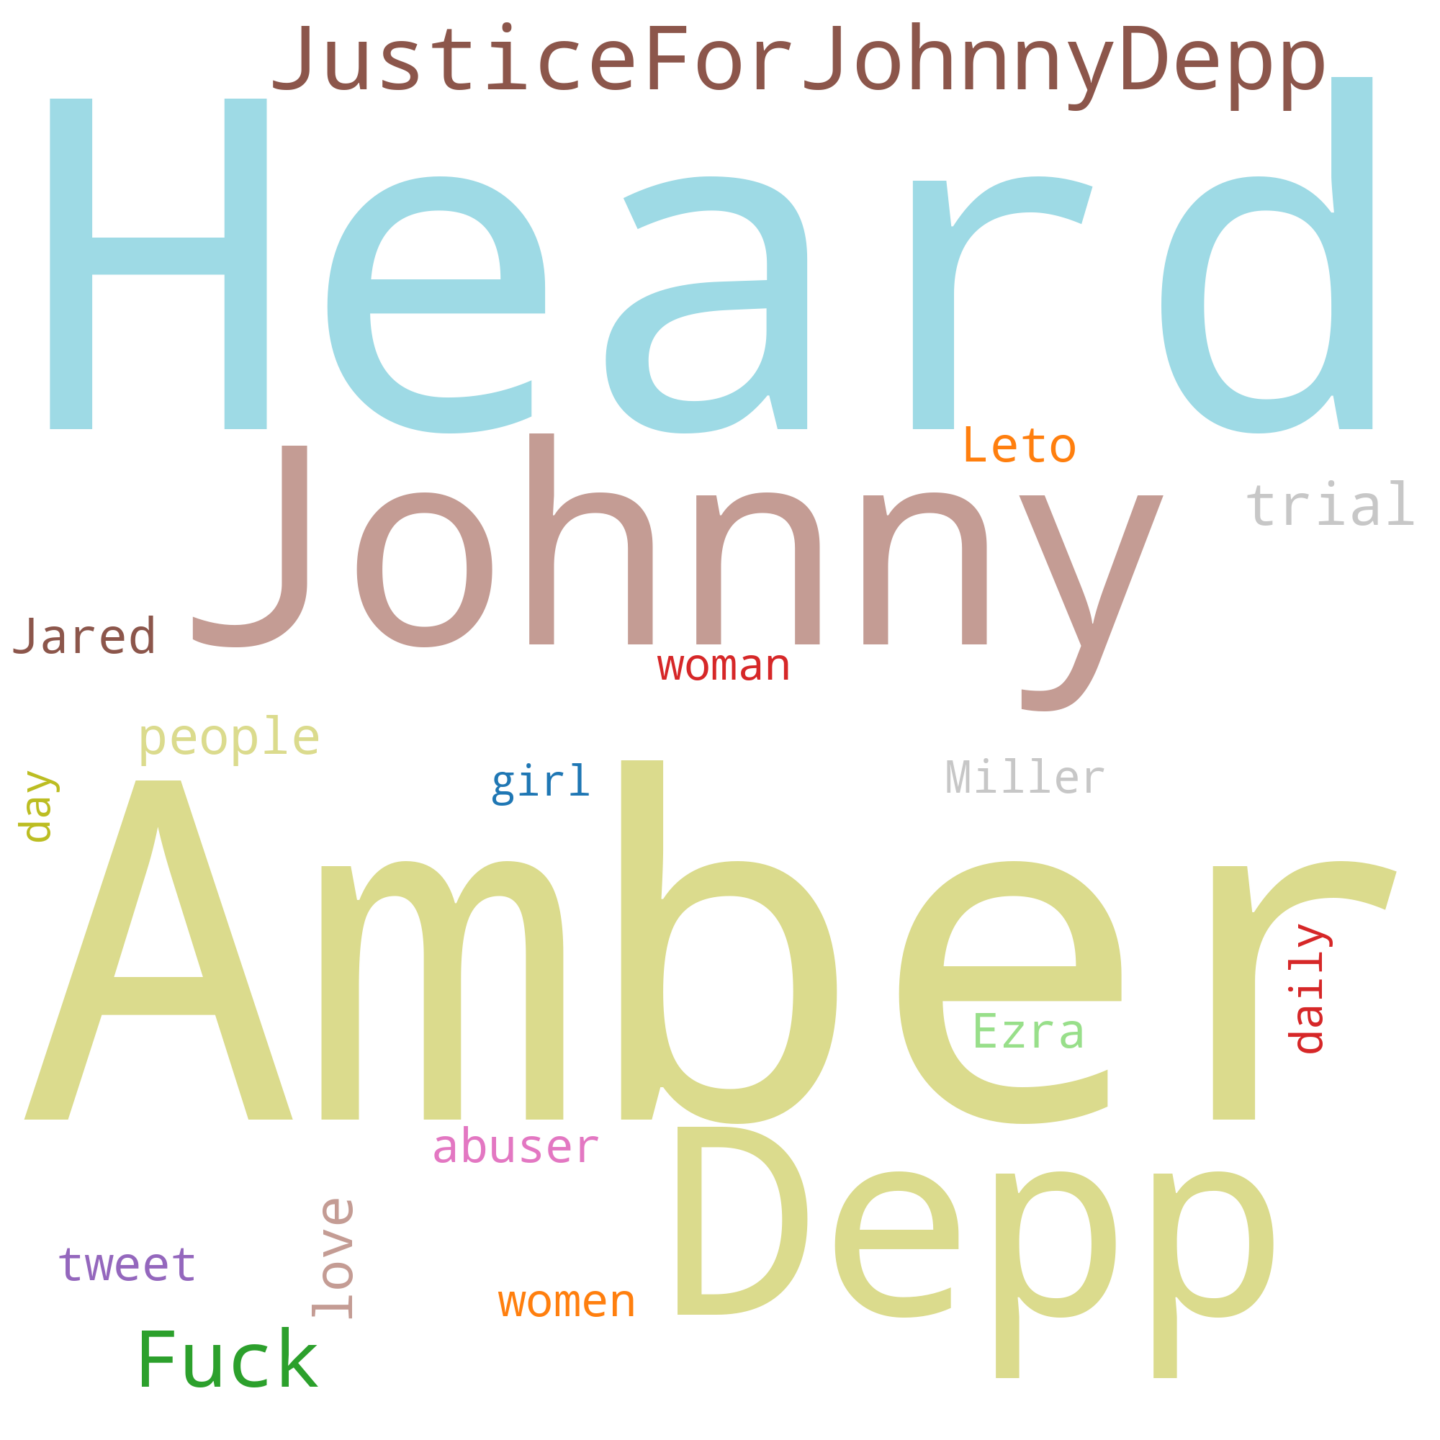 JusticeForJohnnyDepp
Heard
Leto
Johnny
trial
Jared
woman
people
girl
Miller
day
Amber
daily
Ezra
abuser
Depp
love
tweet
women
Fuck